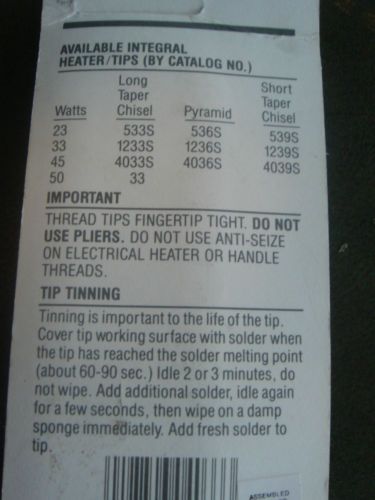 AVAILABLE INTEGRAL
HEATER/TIPS (BY CATALOG NO.)
Long Taper Chisel
Short Taper Chisel
Watts Pyramid
23 533S 536S 539S
33 1233S 1236S 1239S
45 4033S 4036S 4039S
50 33
IMPORTANT
THREAD TIPS FINGERTIP TIGHT. DO NOT
USE PLIERS. DO NOT USE ANTI-SEIZE
ON ELECTRICAL HEATER OR HANDLE
THREADS.
TIP TINNING
Tinning is important to the life of the tip.
Cover tip working surface with solder when
the tip has reached the solder melting point
(about 60-90 sec.) Idle 2 or 3 minutes, do
not wipe. Add additional solder, idle again
for a few seconds, then wipe on a damp
sponge immediately. Add fresh solder to
tip.
ASSEMBLED